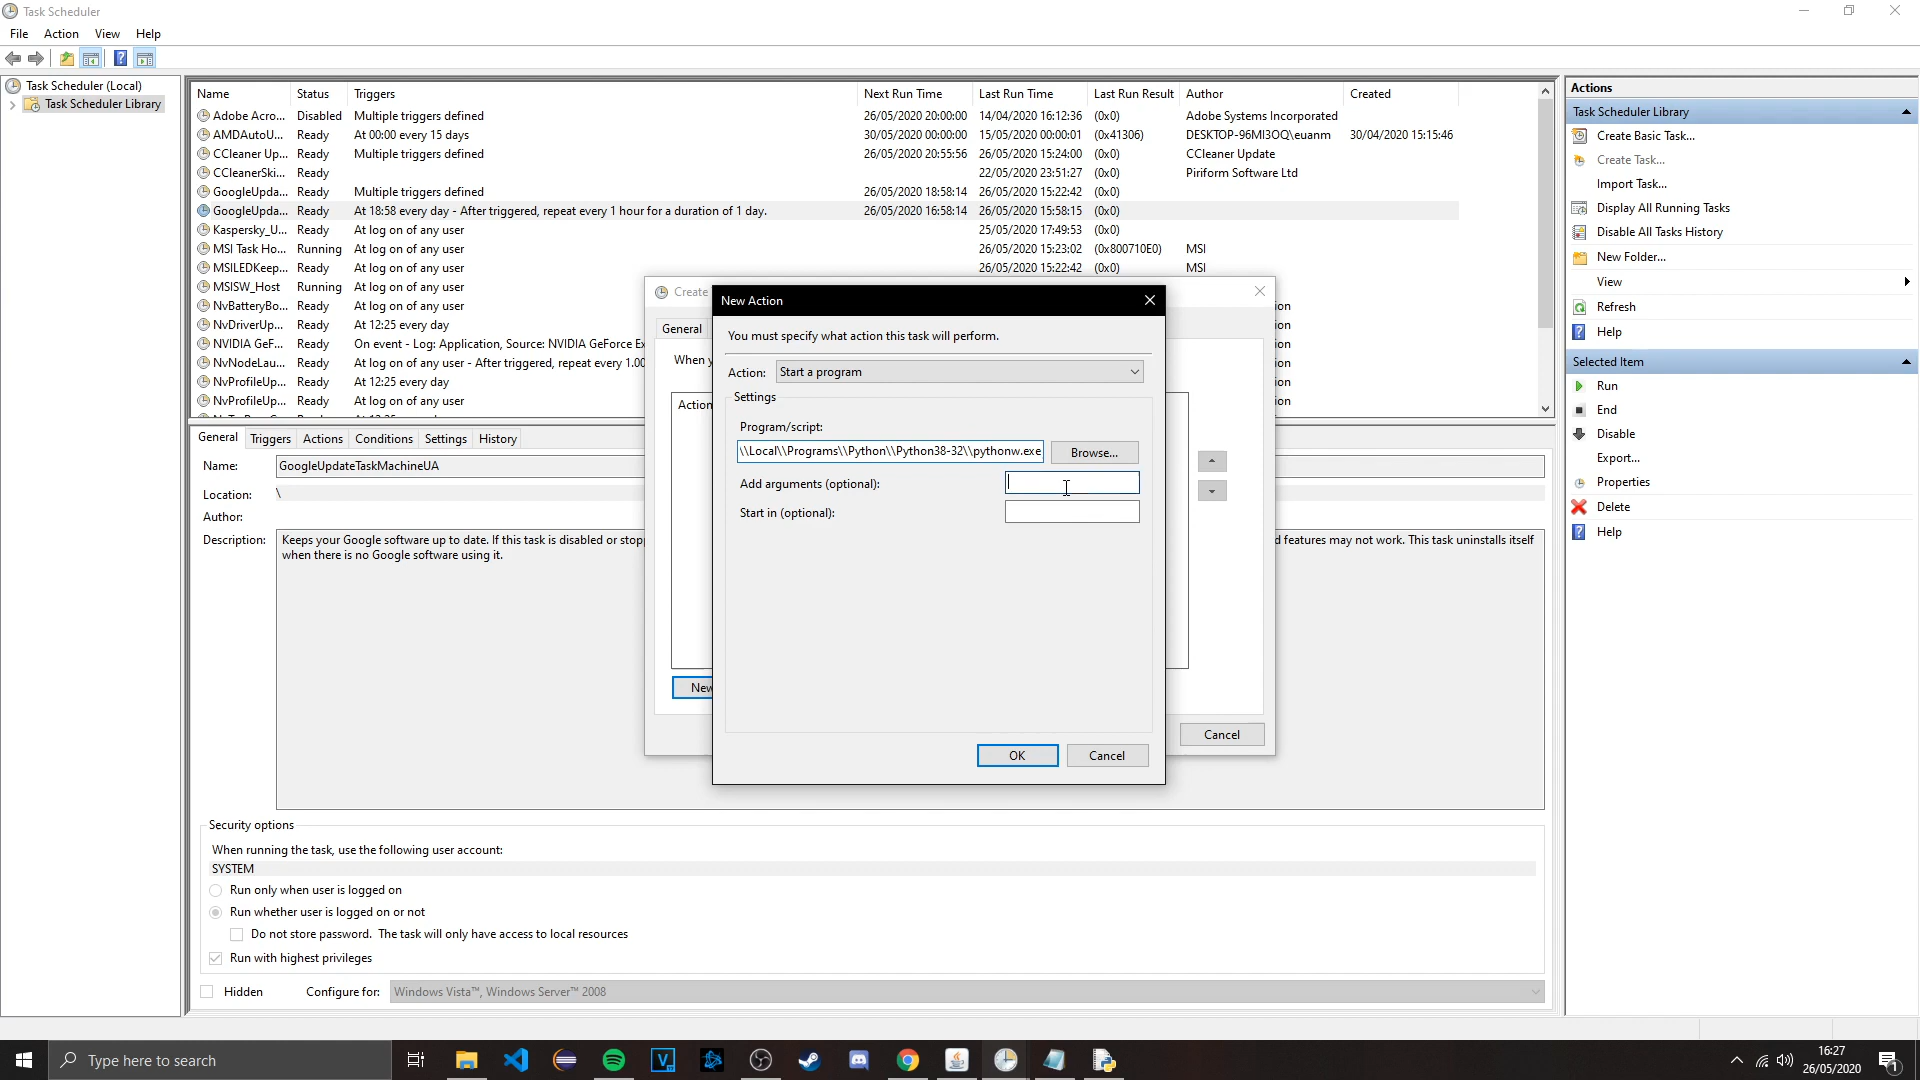 Task Scheduler
File Action View Help
Task Scheduler (Local)
Task Scheduler Library
Name Status Triggers Next Run Time Last Run Time Last Run Result Author Created
Adobe Acro... Disabled Multiple triggers defined 26/05/2020 20:00:00 14/04/2020 16:12:36 (0x0) Adobe Systems Incorporated
AMDAutoU... Ready At 00:00 every 15 days 30/05/2020 00:00:00 15/05/2020 00:00:01 (0x41306) DESKTOP-96MI3OQ\euanm 30/04/2020 15:15:46
CCleaner Up... Ready Multiple triggers defined 26/05/2020 20:55:56 26/05/2020 15:24:00 (0x0) CCleaner Update
CCleanerSki... Ready 22/05/2020 23:51:27 (0x0) Piriform Software Ltd
GoogleUpda... Ready Multiple triggers defined 26/05/2020 18:58:14 26/05/2020 15:22:42 (0x0)
GoogleUpda... Ready At 18:58 every day - After triggered, repeat every 1 hour for a duration of 1 day. 26/05/2020 16:58:14 26/05/2020 15:58:15 (0x0)
Kaspersky_U... Ready At log on of any user 25/05/2020 17:49:53 (0x0)
MSI Task Ho... Running At log on of any user 26/05/2020 15:23:02 (0x800710E0) MSI
MSILEDKeep... Ready At log on of any user 26/05/2020 15:22:42 (0x0) MSI
MSISW_Host Running At log on of any user
NvBatteryBo... Ready At log on of any user ion
NvDriverUp... Ready At 12:25 every day ion
NVIDIA GeF... Ready On event - Log: Application, Source: NVIDIA GeForce Ex ion
NvNodeLau... Ready At log on of any user - After triggered, repeat every 1.00 ion
NvProfileUp... Ready At 12:25 every day ion
NvProfileUp... Ready At log on of any user ion
General Triggers Actions Conditions Settings History
Name: GoogleUpdateTaskMachineUA
Location: \
Author:
Description: Keeps your Google software up to date. If this task is disabled or stop d features may not work. This task uninstalls itself
when there is no Google software using it.
Security options
When running the task, use the following user account:
SYSTEM
Run only when user is logged on
Run whether user is logged on or not
Do not store password. The task will only have access to local resources
Run with highest privileges
Hidden Configure for: Windows Vista™, Windows Server™ 2008
Create
General
When y
Action
New
Cancel
New Action
You must specify what action this task will perform.
Action: Start a program
Settings
Program/script:
\\Local\\Programs\\Python\\Python38-32\\pythonw.exe Browse...
Add arguments (optional):
Start in (optional):
OK Cancel
Actions
Task Scheduler Library
Create Basic Task...
Create Task...
Import Task...
Display All Running Tasks
Disable All Tasks History
New Folder...
View
Refresh
Help
Selected Item
Run
End
Disable
Export...
Properties
Delete
Help
Type here to search
16:27
26/05/2020
1